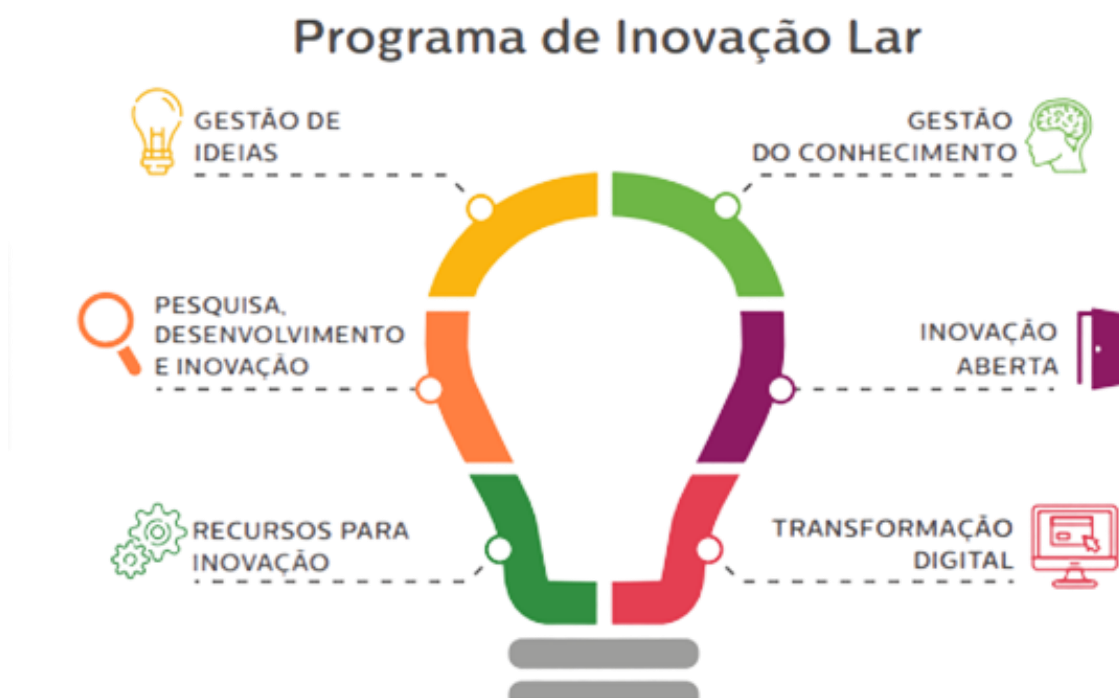 Programa de Inovação Lar
GESTÃO DE
IDEIAS
GESTÃO
DO CONHECIMENTO
PESQUISA,
DESENVOLVIMENTO
E INOVAÇÃO
INOVAÇÃO
ABERTA
RECURSOS PARA
INOVAÇÃO
TRANSFORMAÇÃO
DIGITAL